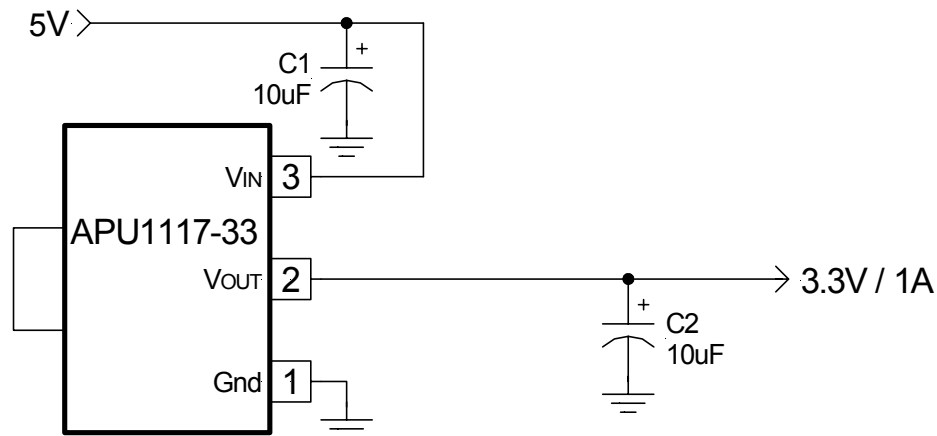 5V
+
C1
10uF
VIN 3
APU1117-33
VOUT 2
3.3V / 1A
+
C2
10uF
Gnd 1